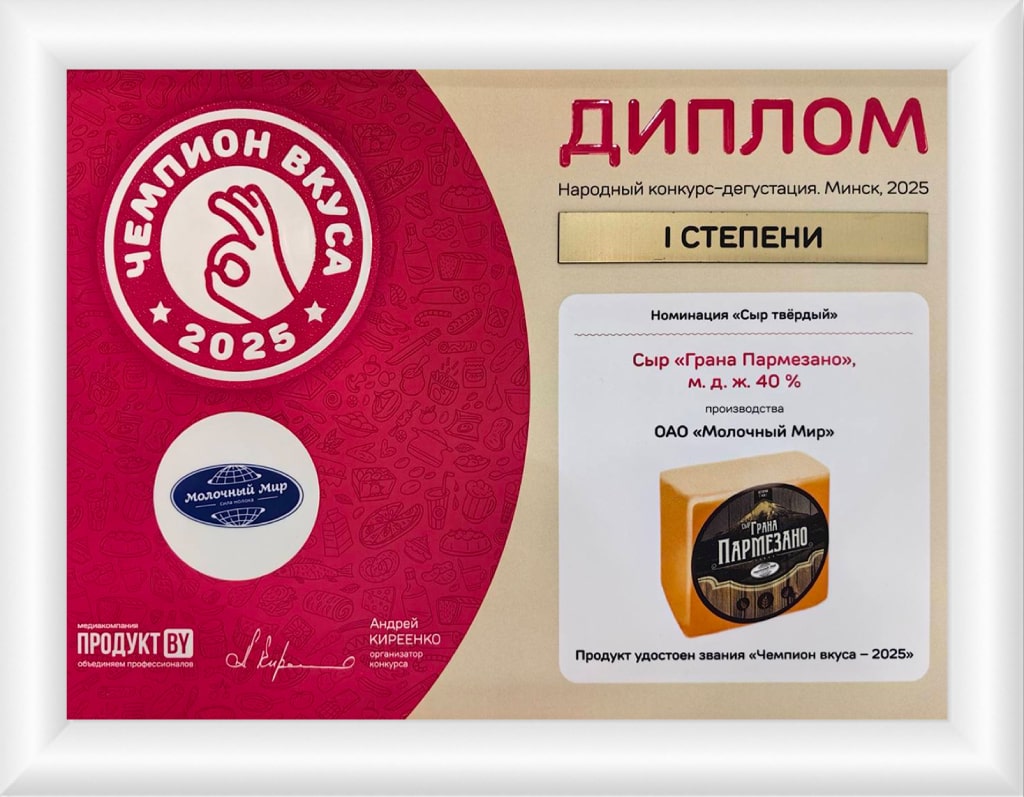 ЧЕМПИОН ВКУСА
2025
Молочный Мир
сила молока
медиакомпания
ПРОДУКТ BY
объединяем профессионалов
Андрей
КИРЕЕНКО
организатор
конкурса
ДИПЛОМ
Народный конкурс-дегустация. Минск, 2025
I СТЕПЕНИ
Номинация «Сыр твёрдый»
Сыр «Грана Пармезано»,
м. д. ж. 40 %
производства
ОАО «Молочный Мир»
СЫР ГРАНА
ПАРМЕЗАНО
Продукт удостоен звания «Чемпион вкуса – 2025»